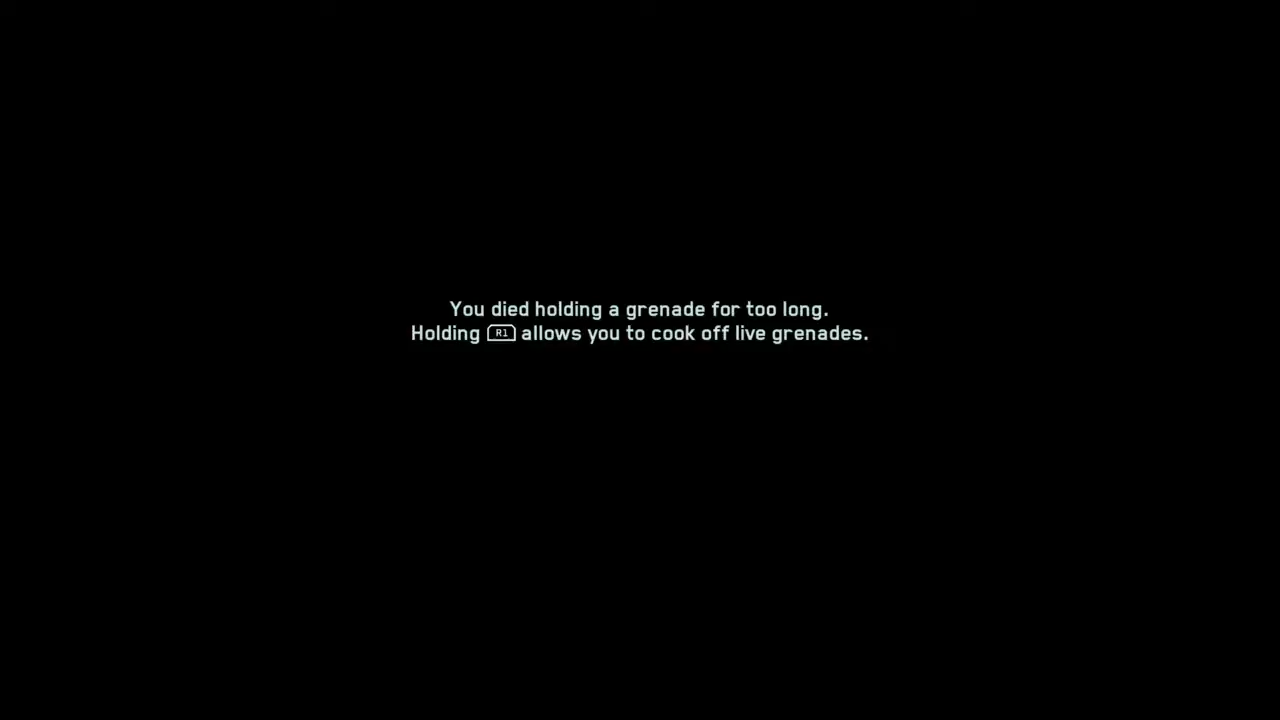 You died holding a grenade for too long.
Holding R1 allows you to cook off live grenades.